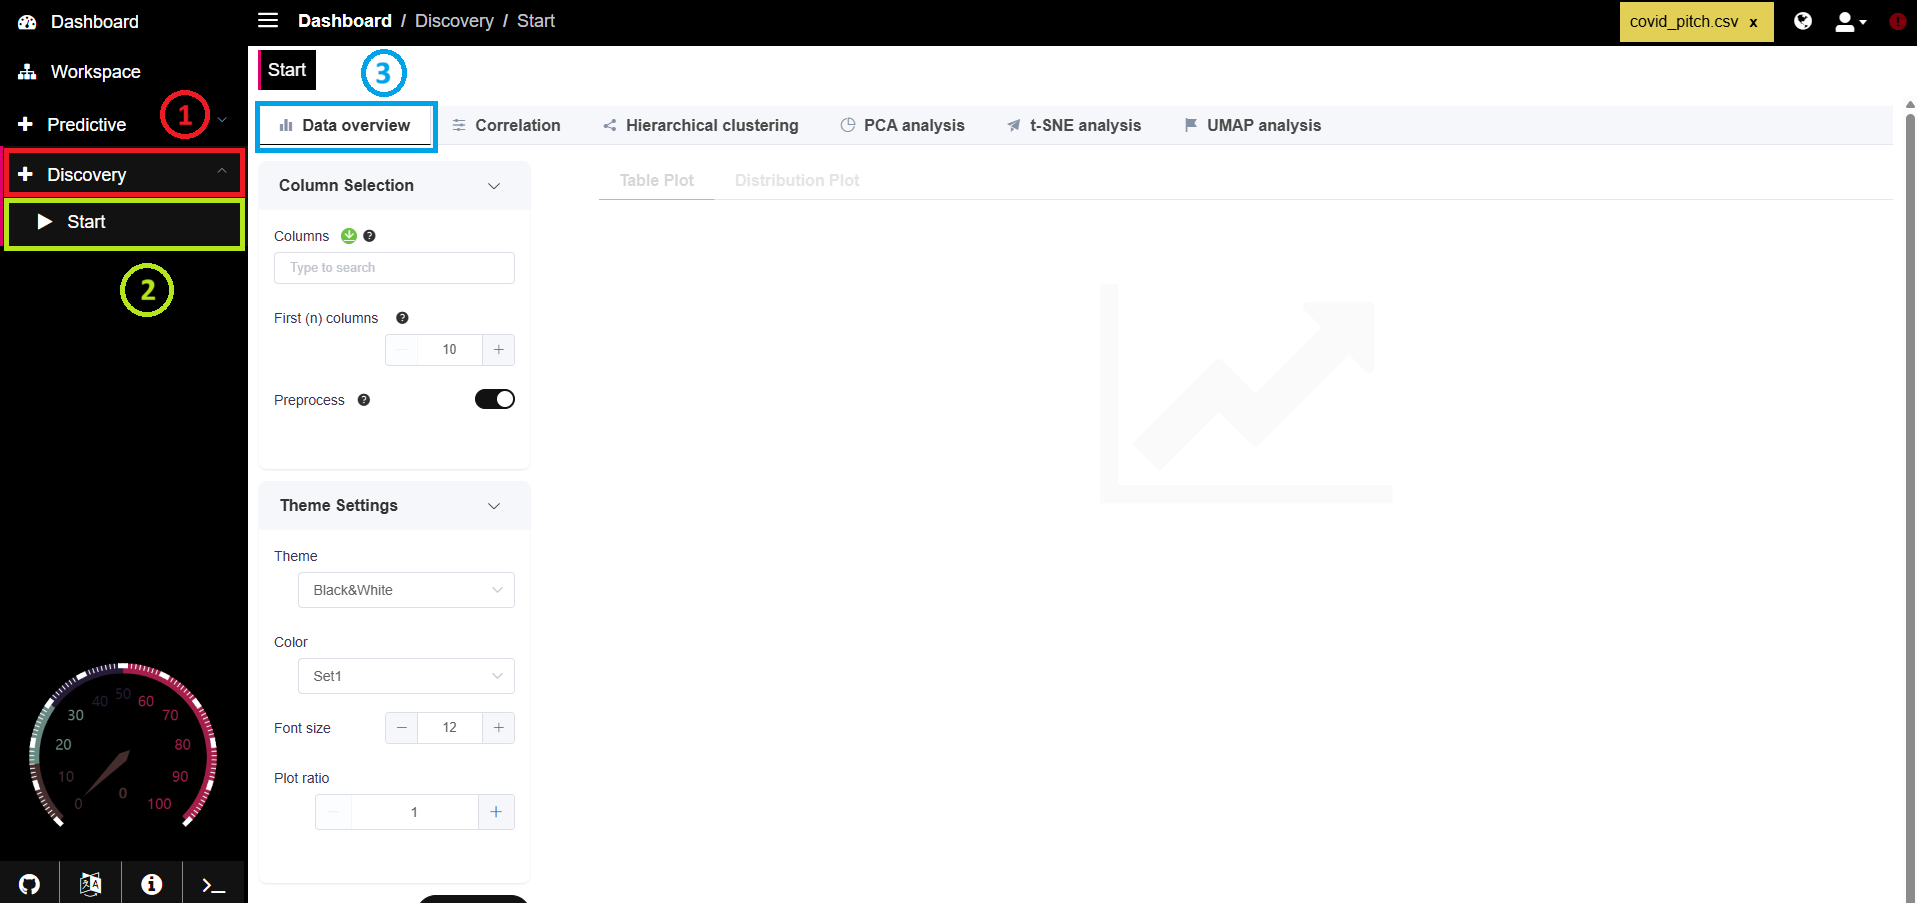 Dashboard
Workspace
Predictive
1
Discovery
Start
2
0 10 20 30 40 50 60 70 80 90 100
0
Dashboard / Discovery / Start
covid_pitch.csv x
Start
3
Data overview
Correlation
Hierarchical clustering
PCA analysis
t-SNE analysis
UMAP analysis
Column Selection
Columns
Type to search
First (n) columns
10
Preprocess
Theme Settings
Theme
Black&White
Color
Set1
Font size
12
Plot ratio
1
Table Plot
Distribution Plot